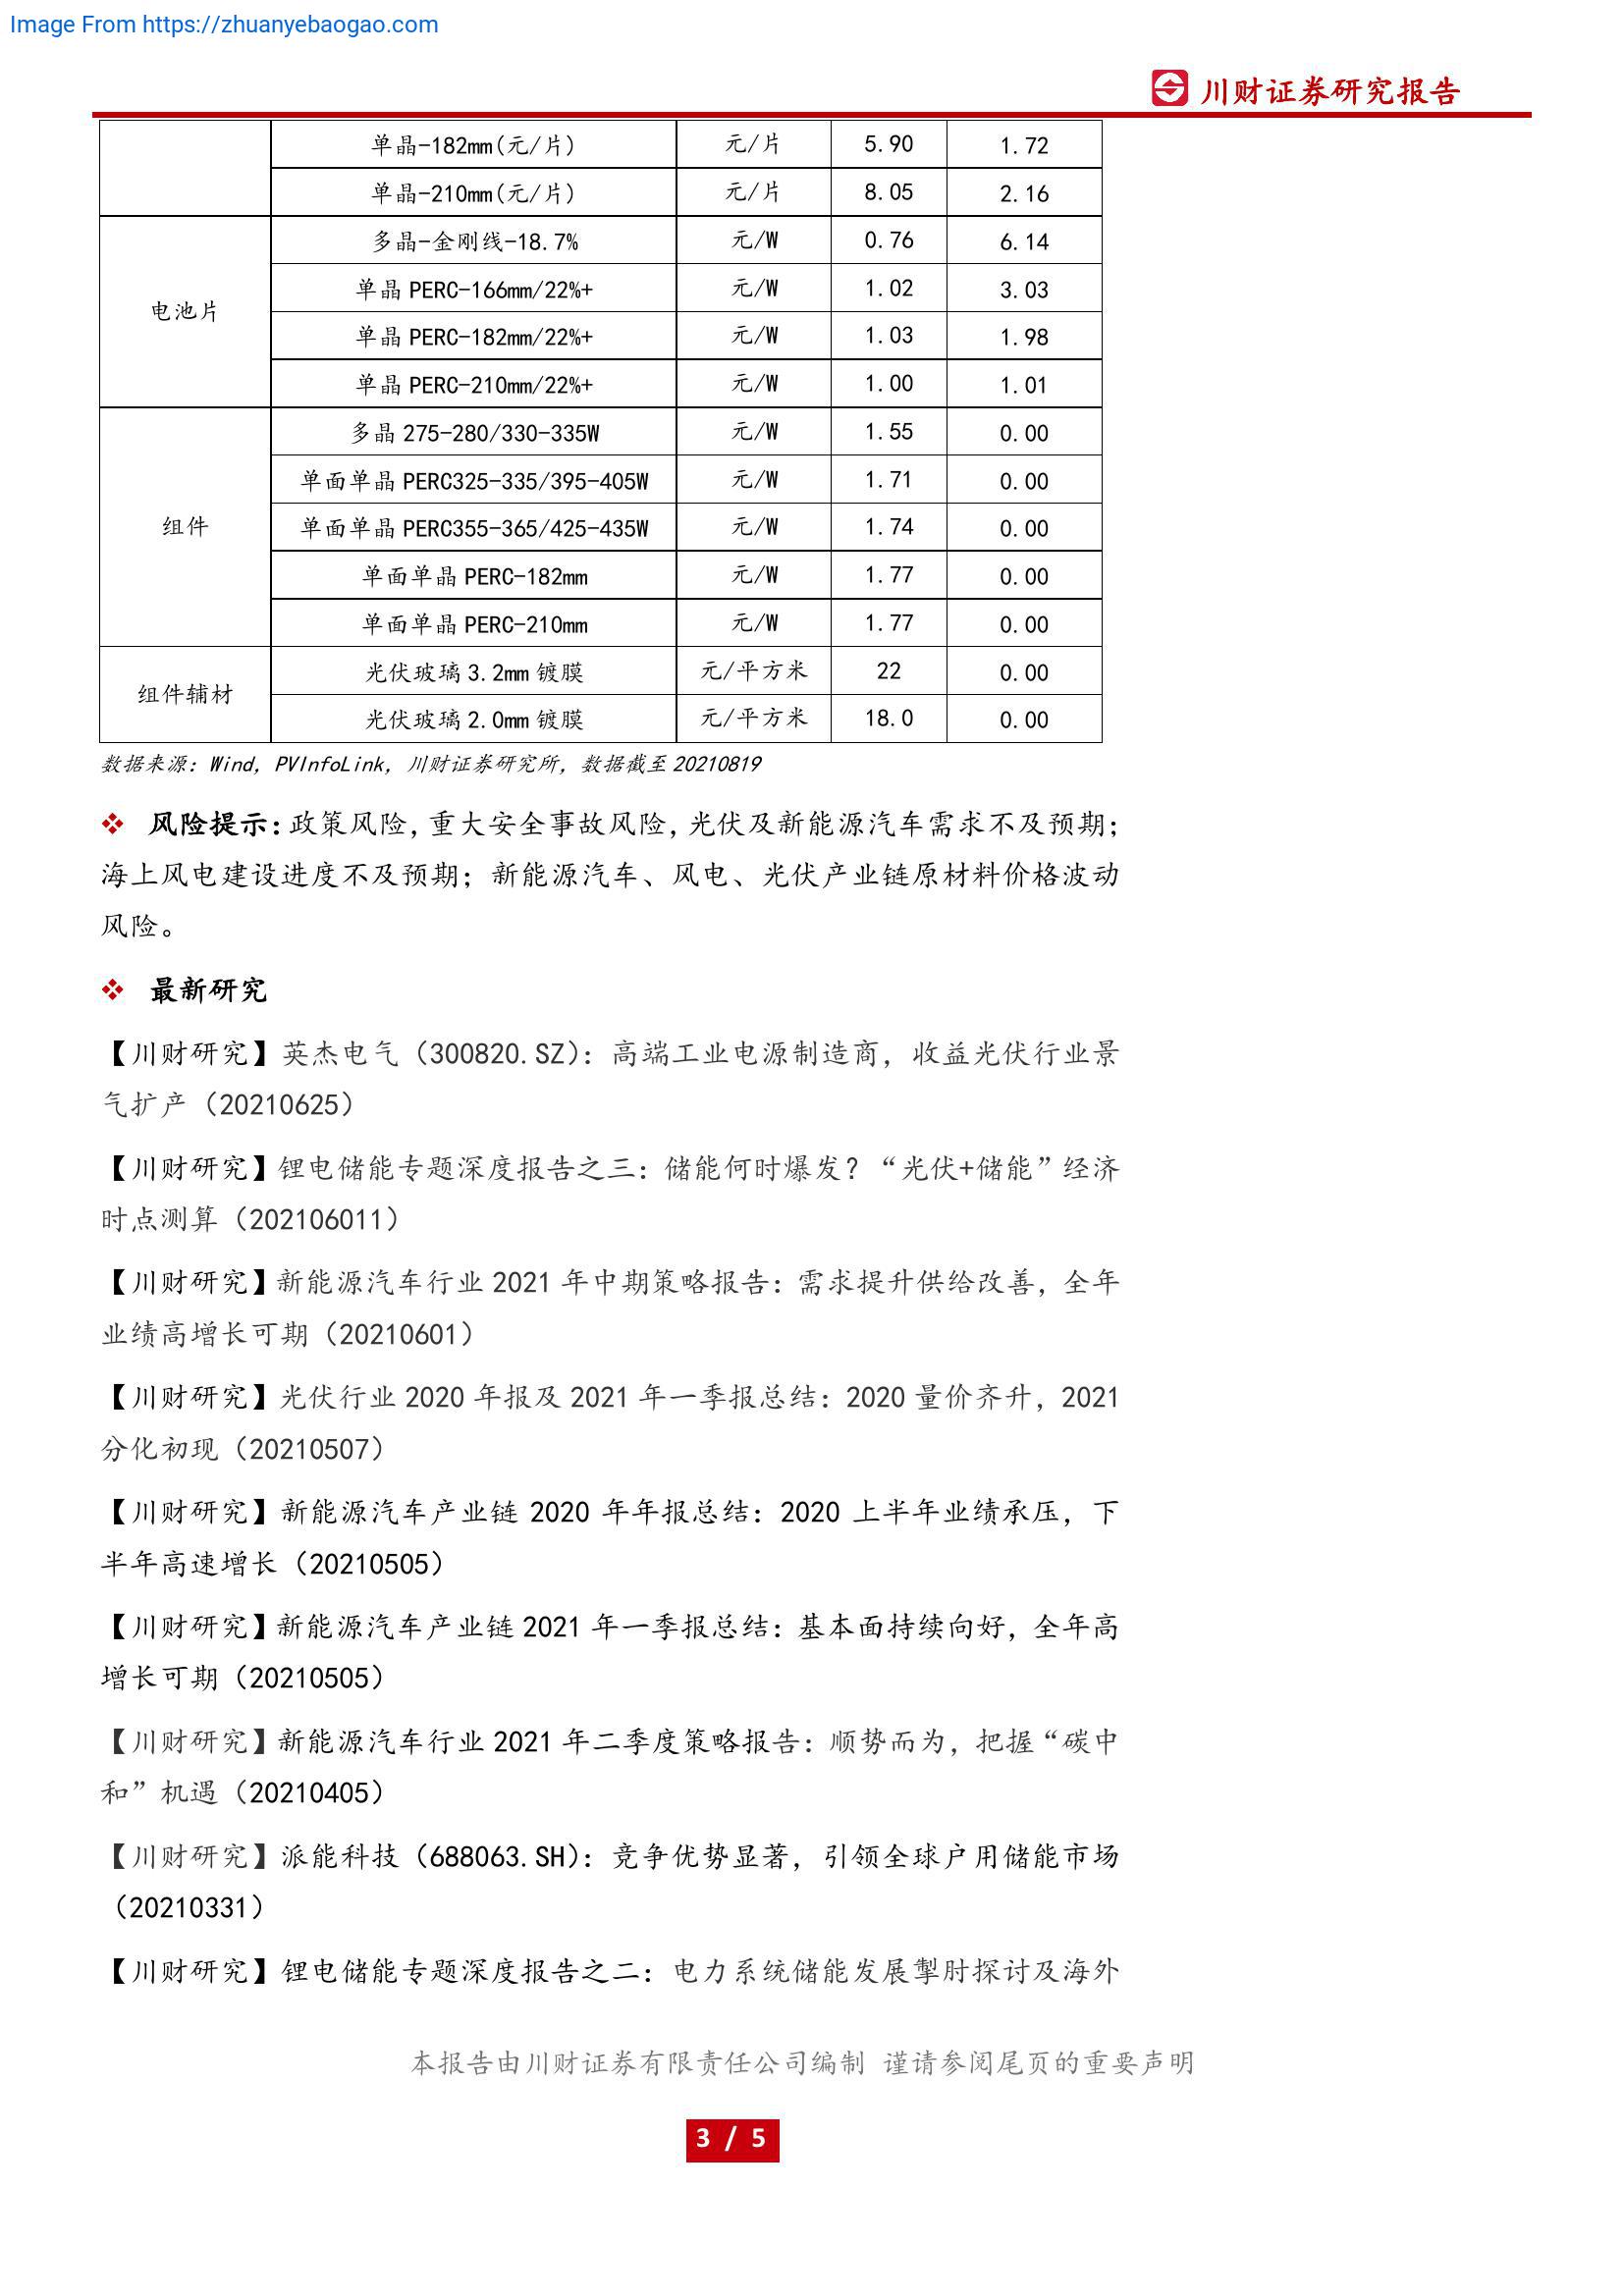 Image From https://zhuanyebaogao.com
川财证券研究报告
单晶-182mm(元/片) 元/片 5.90 1.72
单晶-210mm(元/片) 元/片 8.05 2.16
电池片 多晶-金刚线-18.7% 元/W 0.76 6.14
单晶 PERC-166mm/22%+ 元/W 1.02 3.03
单晶 PERC-182mm/22%+ 元/W 1.03 1.98
单晶 PERC-210mm/22%+ 元/W 1.00 1.01
组件 多晶 275-280/330-335W 元/W 1.55 0.00
单面单晶 PERC325-335/395-405W 元/W 1.71 0.00
单面单晶 PERC355-365/425-435W 元/W 1.74 0.00
单面单晶 PERC-182mm 元/W 1.77 0.00
单面单晶 PERC-210mm 元/W 1.77 0.00
组件辅材 光伏玻璃 3.2mm 镀膜 元/平方米 22 0.00
光伏玻璃 2.0mm 镀膜 元/平方米 18.0 0.00
数据来源：Wind，PVInfoLink，川财证券研究所，数据截至 20210819
❖ 风险提示：政策风险，重大安全事故风险，光伏及新能源汽车需求不及预期；
海上风电建设进度不及预期；新能源汽车、风电、光伏产业链原材料价格波动
风险。
❖ 最新研究
【川财研究】英杰电气（300820.SZ）：高端工业电源制造商，收益光伏行业景
气扩产（20210625）
【川财研究】锂电储能专题深度报告之三：储能何时爆发？“光伏+储能”经济
时点测算（202106011）
【川财研究】新能源汽车行业 2021 年中期策略报告：需求提升供给改善，全年
业绩高增长可期（20210601）
【川财研究】光伏行业 2020 年报及 2021 年一季报总结：2020 量价齐升，2021
分化初现（20210507）
【川财研究】新能源汽车产业链 2020 年年报总结：2020 上半年业绩承压，下
半年高速增长（20210505）
【川财研究】新能源汽车产业链 2021 年一季报总结：基本面持续向好，全年高
增长可期（20210505）
【川财研究】新能源汽车行业 2021 年二季度策略报告：顺势而为，把握“碳中
和”机遇（20210405）
【川财研究】派能科技（688063.SH）：竞争优势显著，引领全球户用储能市场
（20210331）
【川财研究】锂电储能专题深度报告之二：电力系统储能发展掣肘探讨及海外
本报告由川财证券有限责任公司编制 谨请参阅尾页的重要声明
3 / 5